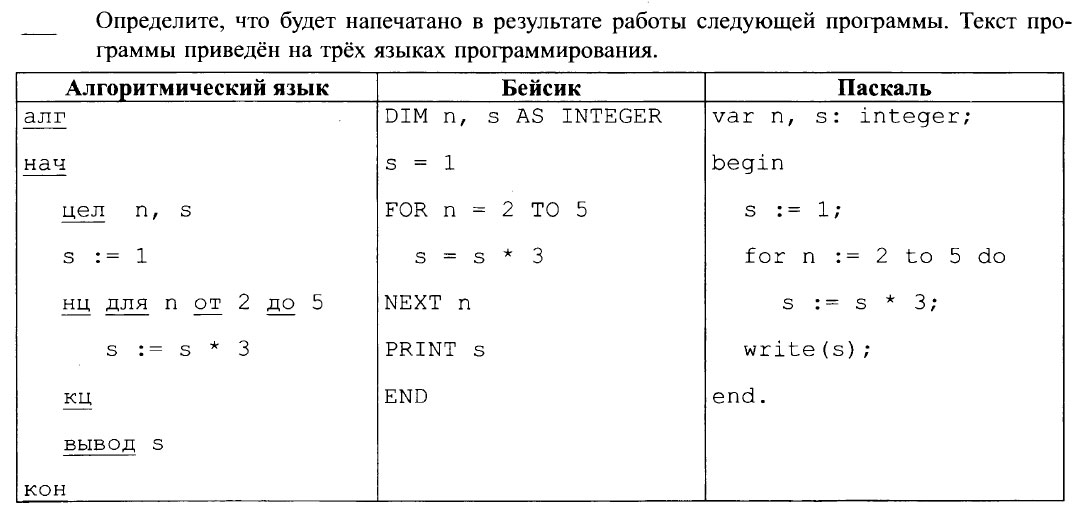 Определите, что будет напечатано в результате работы следующей программы. Текст про-
граммы приведён на трёх языках программирования.
Алгоритмический язык
алг
нач
цел n, s
s := 1
нц для n от 2 до 5
s := s * 3
кц
вывод s
кон
Бейсик
DIM n, s AS INTEGER
s = 1
FOR n = 2 TO 5
s = s * 3
NEXT n
PRINT s
END
Паскаль
var n, s: integer;
begin
s := 1;
for n := 2 to 5 do
s := s * 3;
write(s);
end.